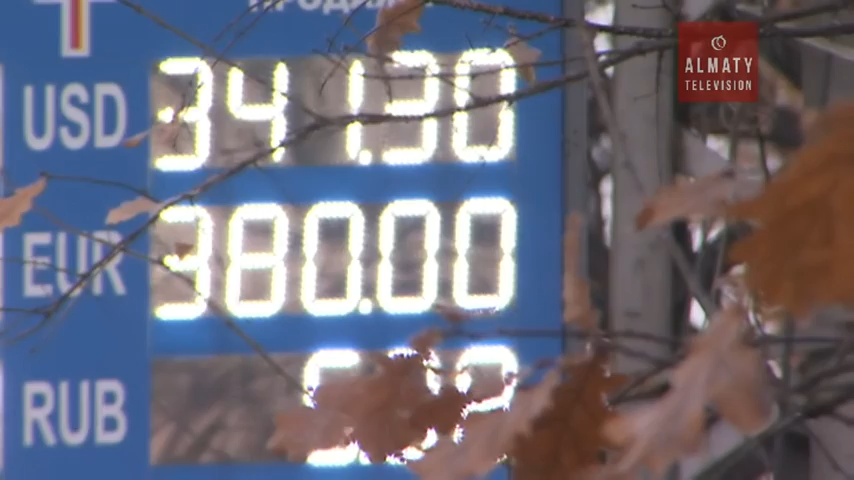 ALMATY
TELEVISION
USD 341.30
EUR 380.00
RUB